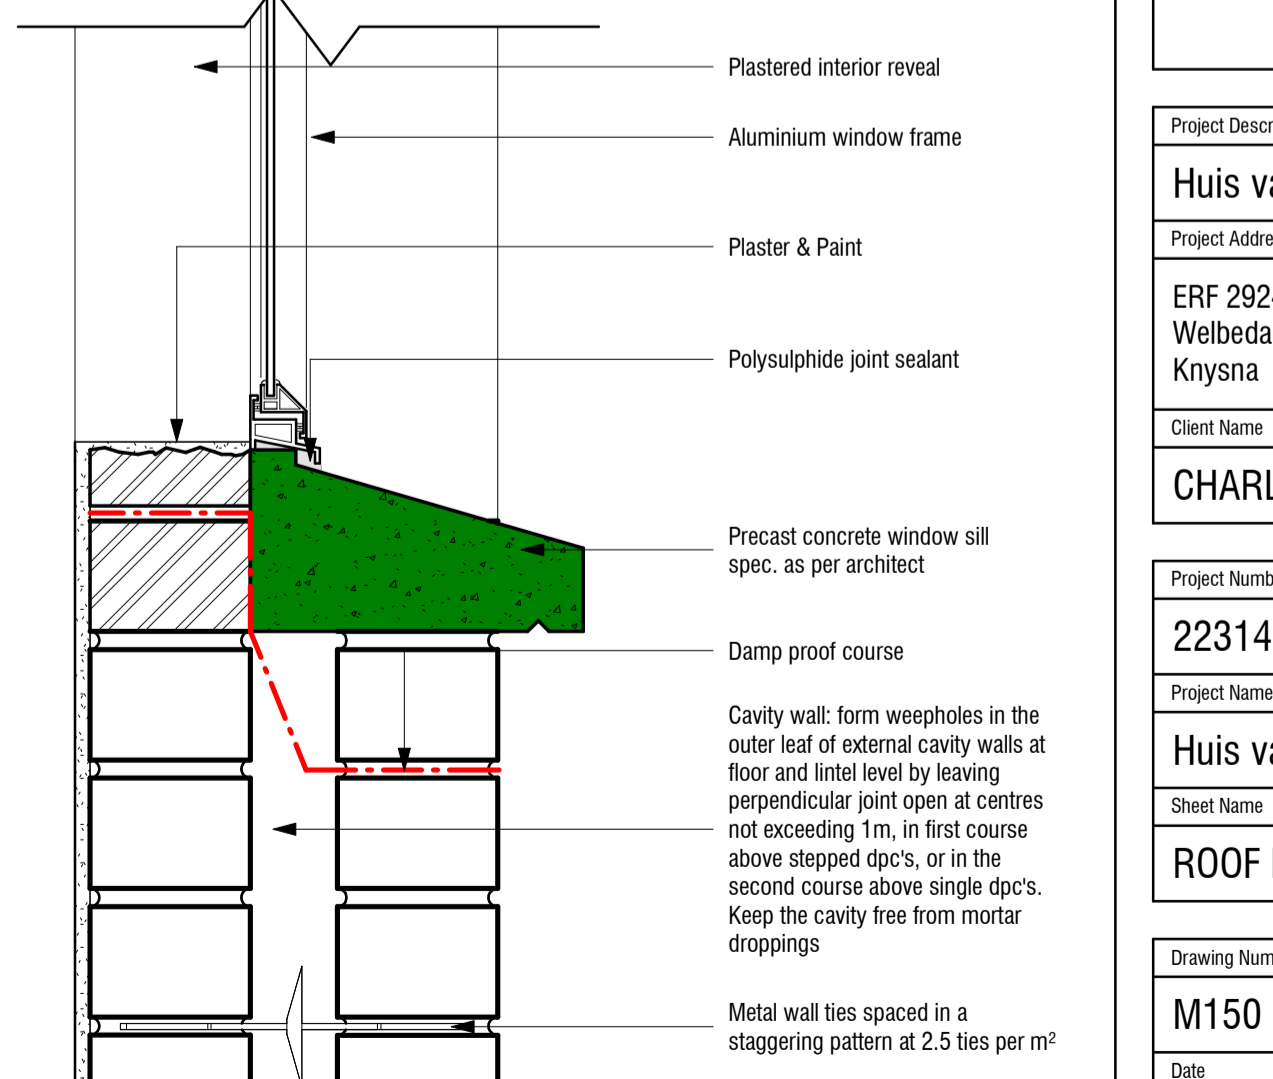 Plastered interior reveal
Aluminium window frame
Plaster & Paint
Polysulphide joint sealant
Precast concrete window sill
spec. as per architect
Damp proof course
Cavity wall: form weepholes in the
outer leaf of external cavity walls at
floor and lintel level by leaving
perpendicular joint open at centres
not exceeding 1m, in first course
above stepped dpc's, or in the
second course above single dpc's.
Keep the cavity free from mortar
droppings
Metal wall ties spaced in a
staggering pattern at 2.5 ties per m²
Project Descr
Huis va
Project Addre
ERF 292
Welbeda
Knysna
Client Name
CHARL
Project Numb
22314
Project Name
Huis va
Sheet Name
ROOF
Drawing Num
M150
Date